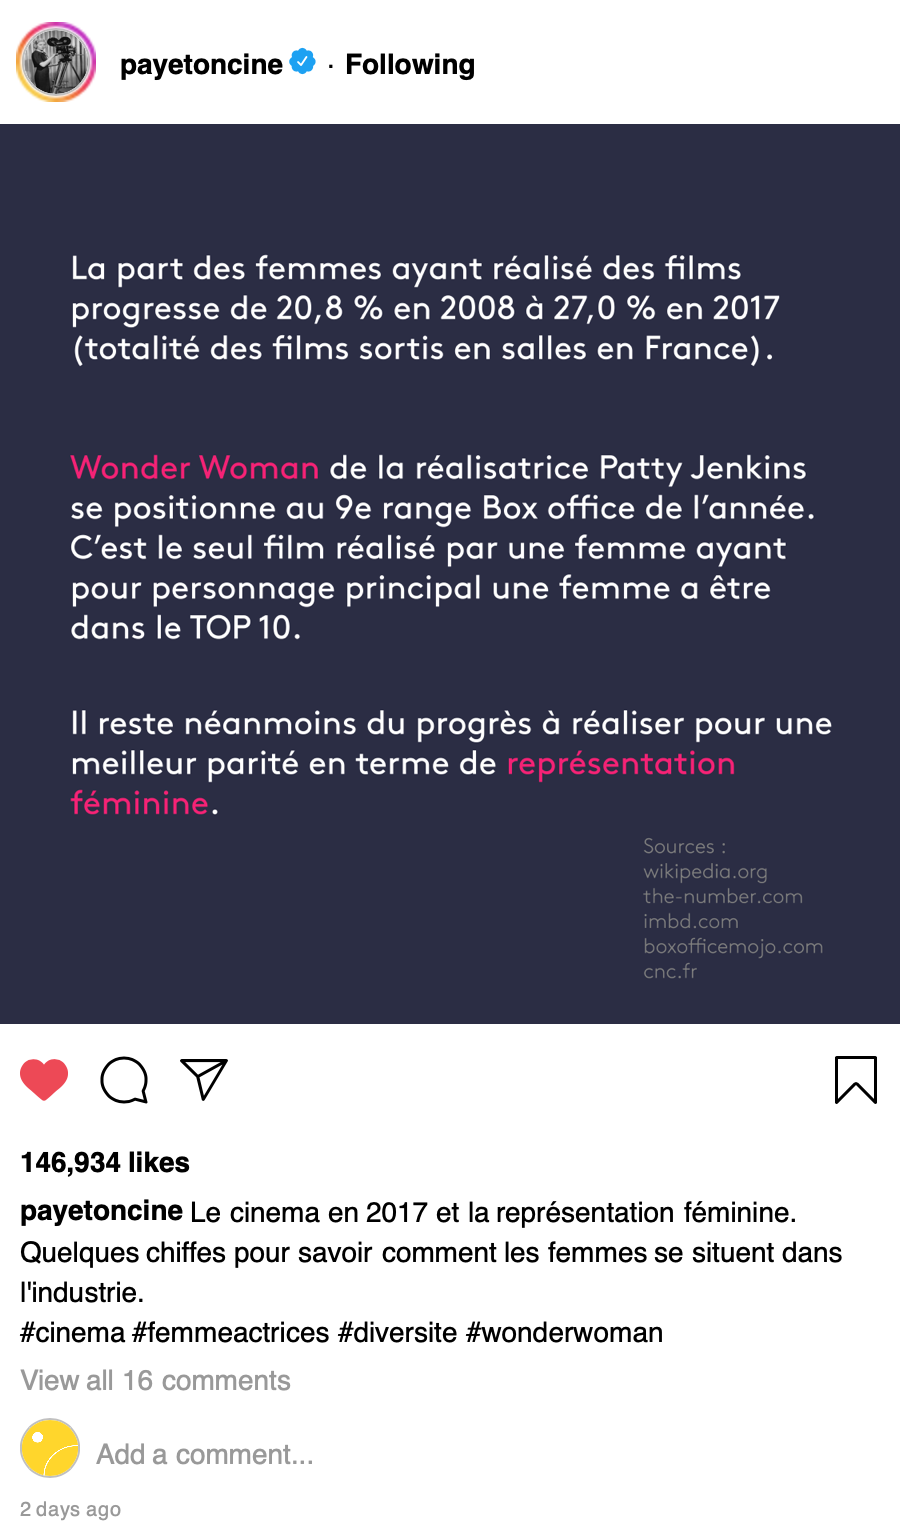 payetoncine · Following
La part des femmes ayant réalisé des films
progresse de 20,8 % en 2008 à 27,0 % en 2017
(totalité des films sortis en salles en France).
Wonder Woman de la réalisatrice Patty Jenkins
se positionne au 9e range Box office de l’année.
C’est le seul film réalisé par une femme ayant
pour personnage principal une femme a être
dans le TOP 10.
Il reste néanmoins du progrès à réaliser pour une
meilleur parité en terme de représentation
féminine.
Sources :
wikipedia.org
the-number.com
imbd.com
boxofficemojo.com
cnc.fr
146,934 likes
payetoncine Le cinema en 2017 et la représentation féminine.
Quelques chiffes pour savoir comment les femmes se situent dans
l'industrie.
#cinema #femmeactrices #diversite #wonderwoman
View all 16 comments
Add a comment...
2 days ago